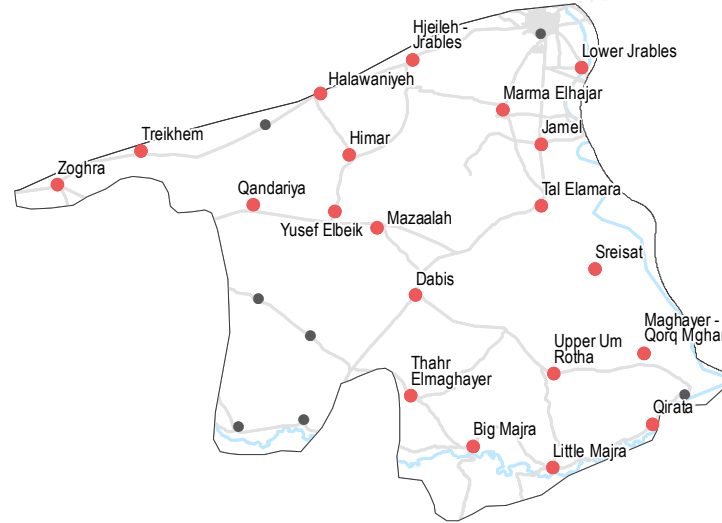 Hjeileh -
Jrables
Lower Jrables
Halawaniyeh
Marma Elhajar
Treikhem
Himar
Jamel
Zoghra
Qandariya
Tal Elamara
Mazaalah
Yusef Elbeik
Sreisat
Dabis
Maghayer -
Qorq Mghar
Upper Um
Rotha
Thahr
Elmaghayer
Qirata
Big Majra
Little Majra